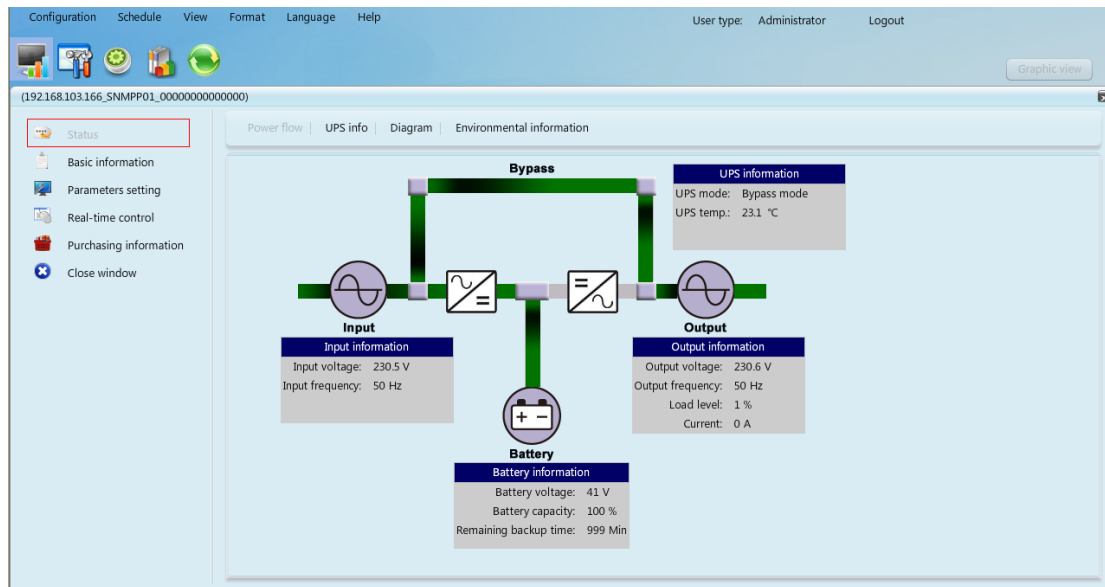 Configuration Schedule View Format Language Help User type: Administrator Logout
Graphic view
(192.168.103.166_SNMPP01_00000000000000)
Status
Basic information
Parameters setting
Real-time control
Purchasing information
Close window
Power flow | UPS info | Diagram | Environmental information
Bypass
UPS information
UPS mode: Bypass mode
UPS temp.: 23.1 ℃
Input
Input information
Input voltage: 230.5 V
Input frequency: 50 Hz
Output
Output information
Output voltage: 230.6 V
Output frequency: 50 Hz
Load level: 1 %
Current: 0 A
Battery
Battery information
Battery voltage: 41 V
Battery capacity: 100 %
Remaining backup time: 999 Min